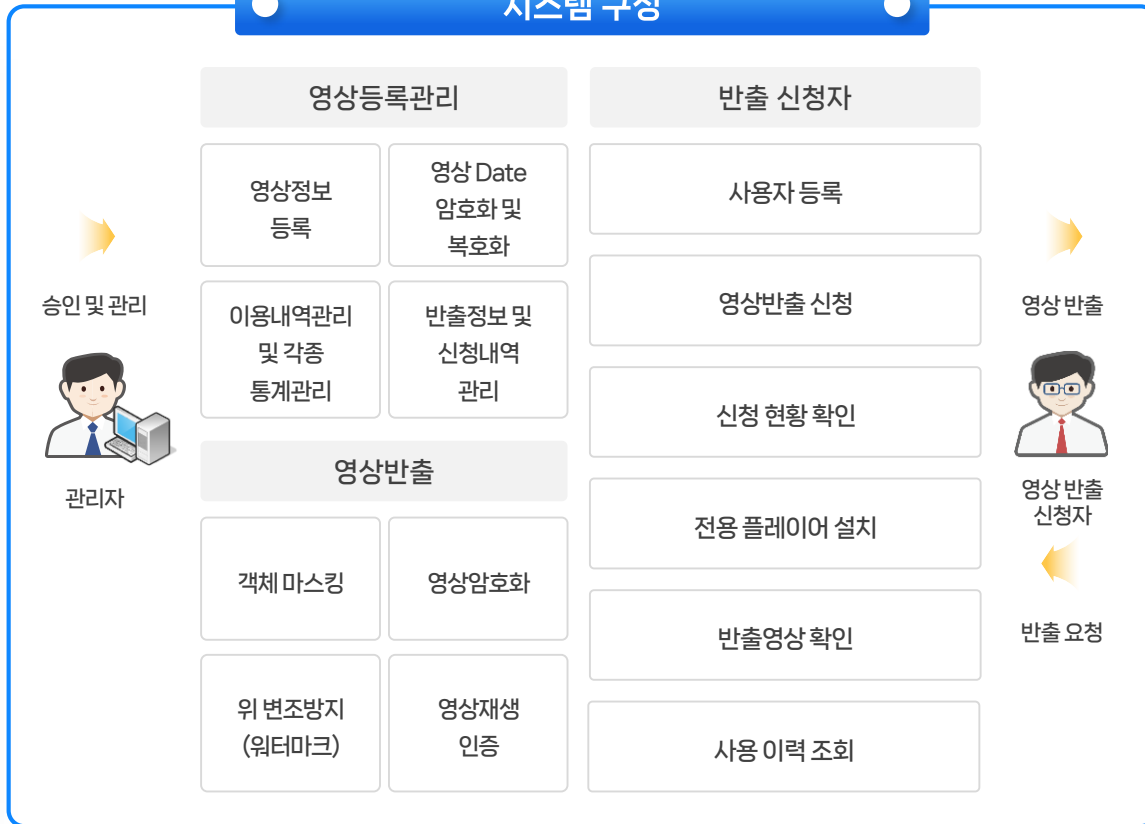 시스템 구성
영상등록관리
영상정보
등록
영상 Date
암호화 및
복호화
이용내역관리
및 각종
통계관리
반출정보 및
신청내역
관리
영상반출
객체 마스킹
영상암호화
위 변조방지
(워터마크)
영상재생
인증
반출 신청자
사용자 등록
영상반출 신청
신청 현황 확인
전용 플레이어 설치
반출영상 확인
사용 이력 조회
승인 및 관리
관리자
영상 반출
영상 반출
신청자
반출 요청